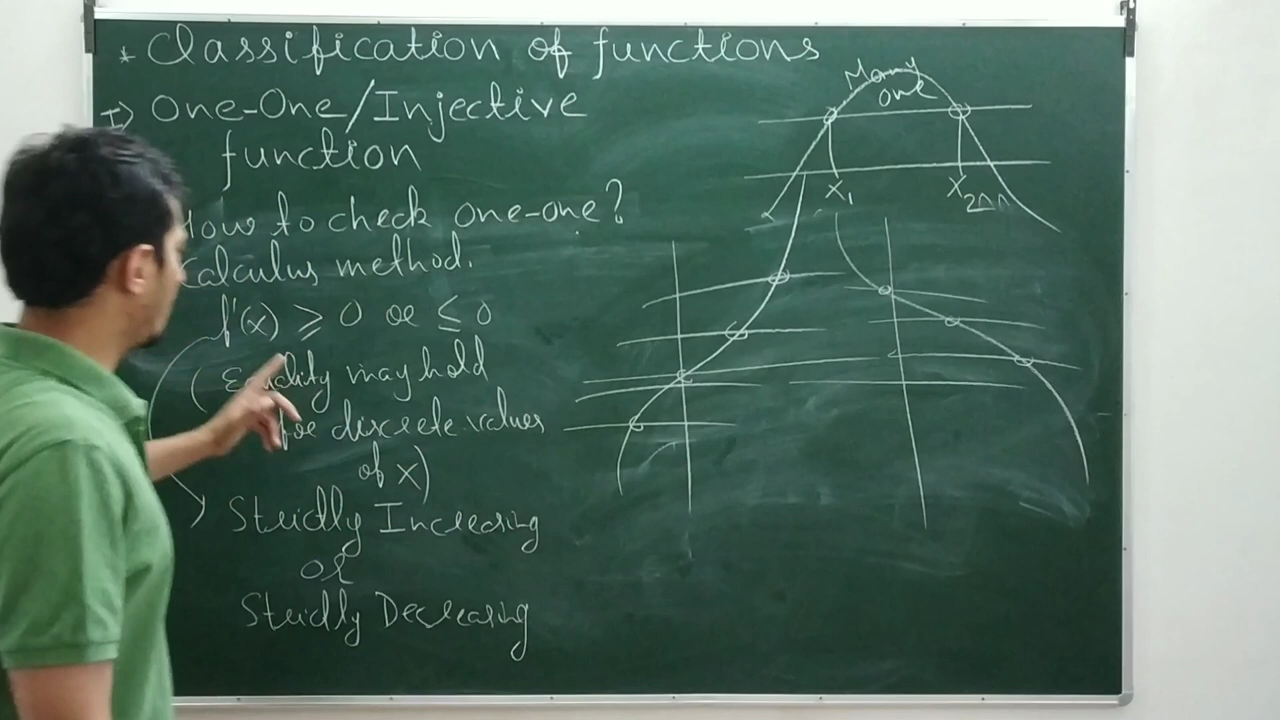 * Classification of functions
I> One-One/Injective
function
How to check one-one?
Calculus method.
f'(x) ⩾ 0 or ≤ 0
(Equality may hold
for discrete values
of x)
Strictly Increasing
or
Strictly Decreasing
Many
one
x₁
x₂